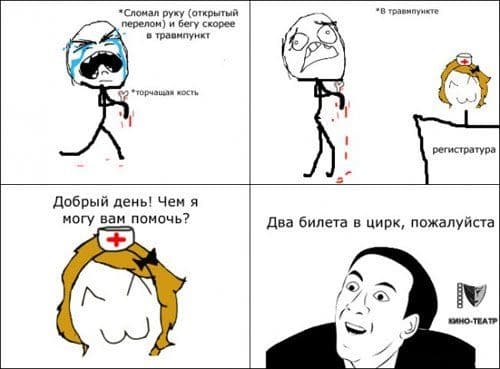 *Сломал руку (открытый
перелом) и бегу скорее
в травмпункт
*торчащая кость
*В травмпункте
регистратура
Добрый день! Чем я
могу вам помочь?
Два билета в цирк, пожалуйста
КИНО-ТЕАТР